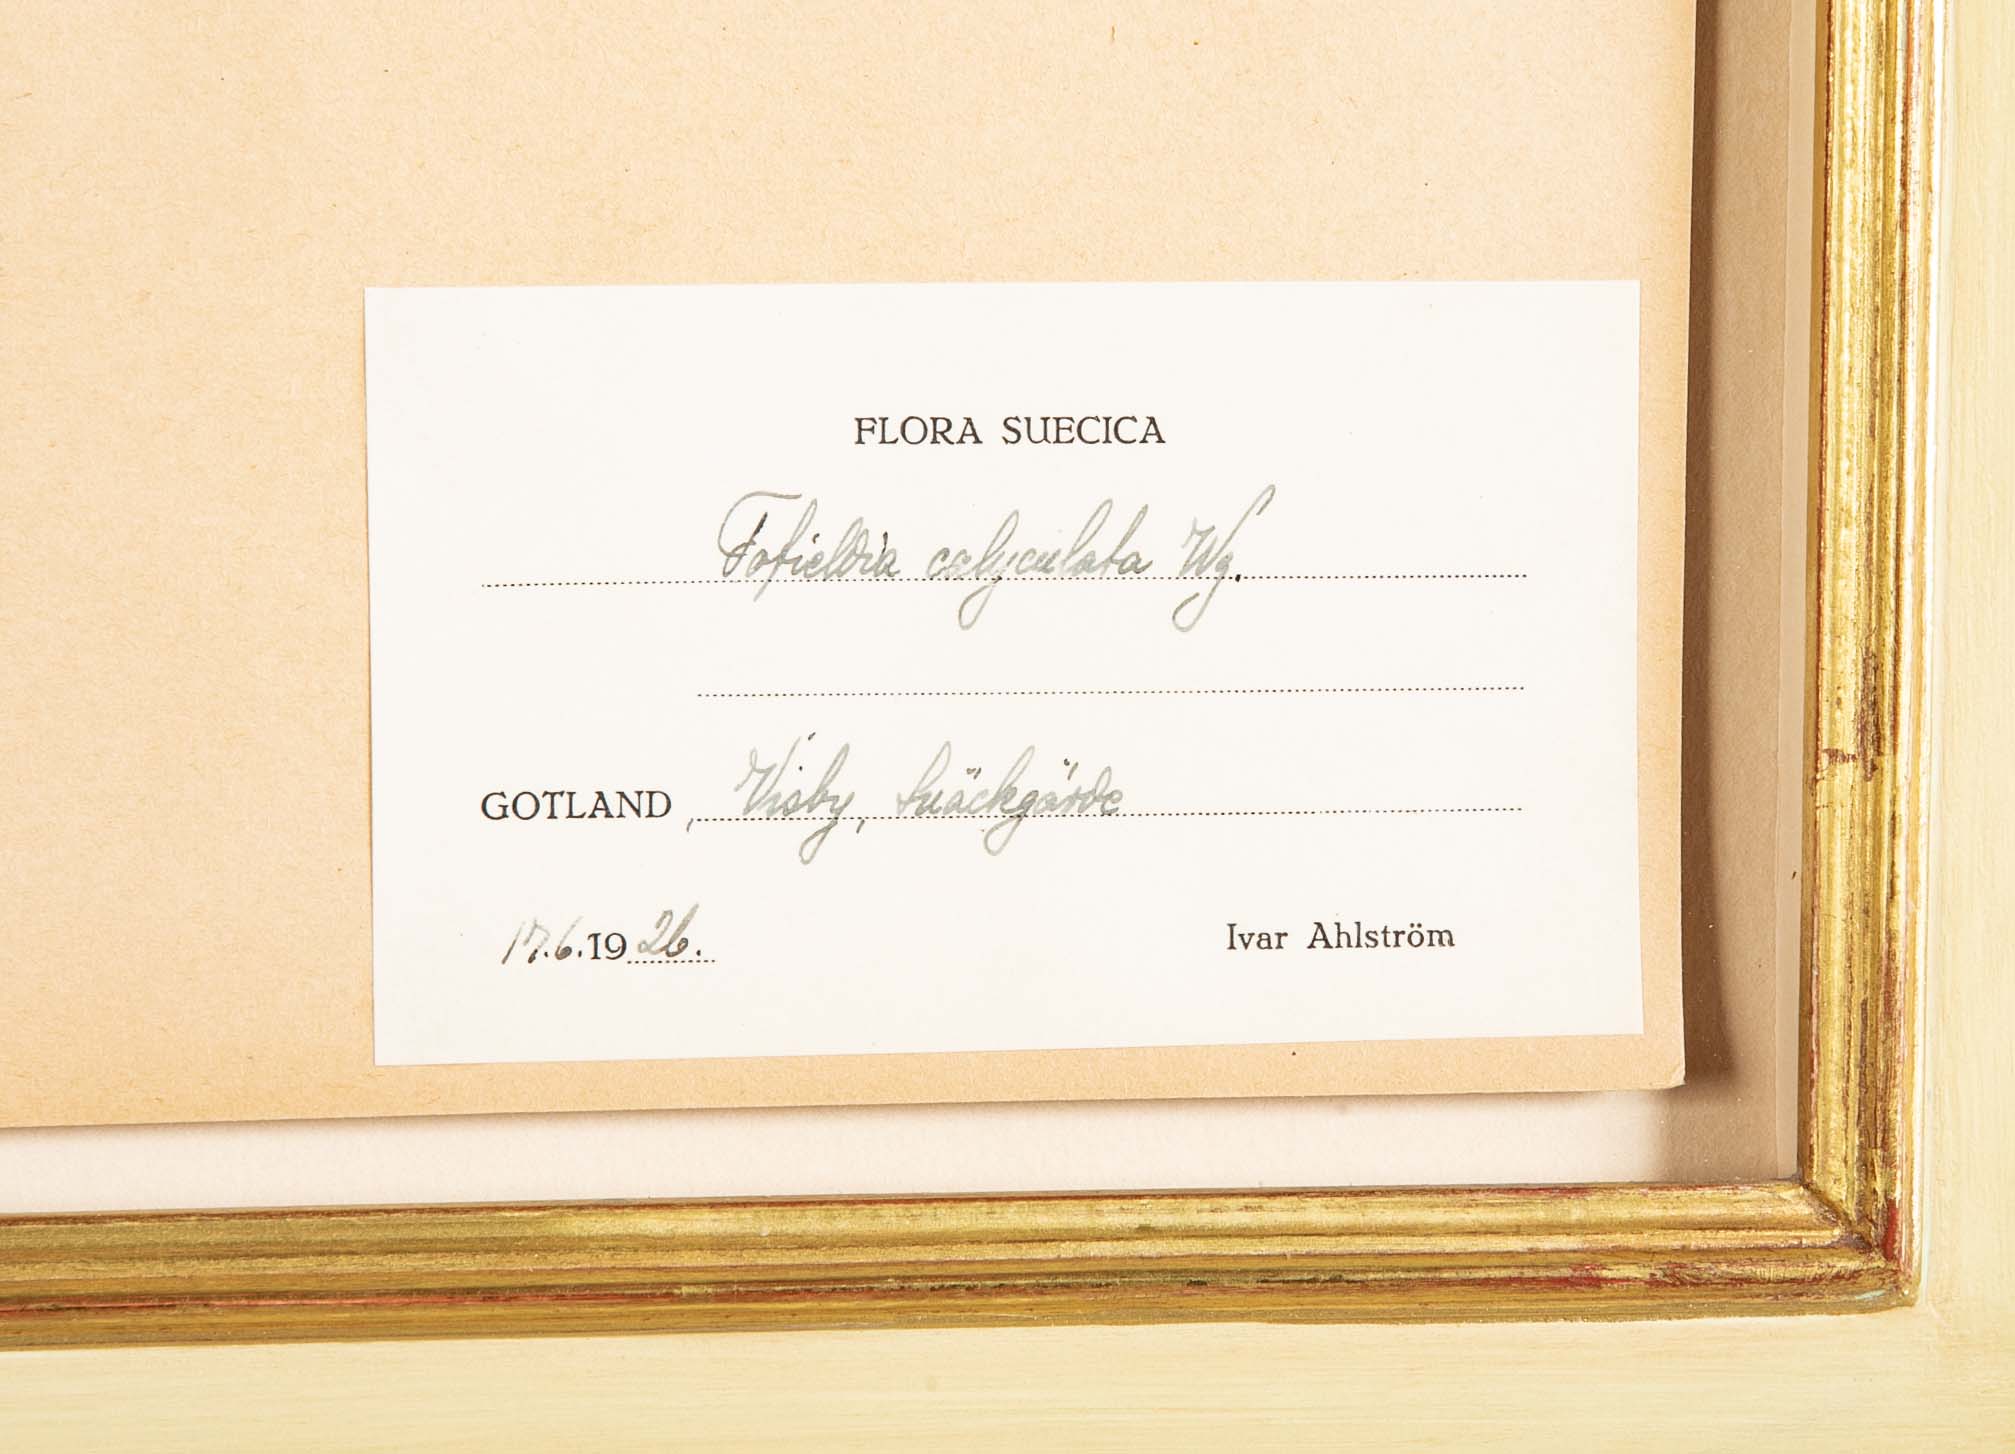 FLORA SUECICA
Tofieldia calyculata Wg.
GOTLAND, Visby, Snäckgärde
17.6.1926.
Ivar Ahlström